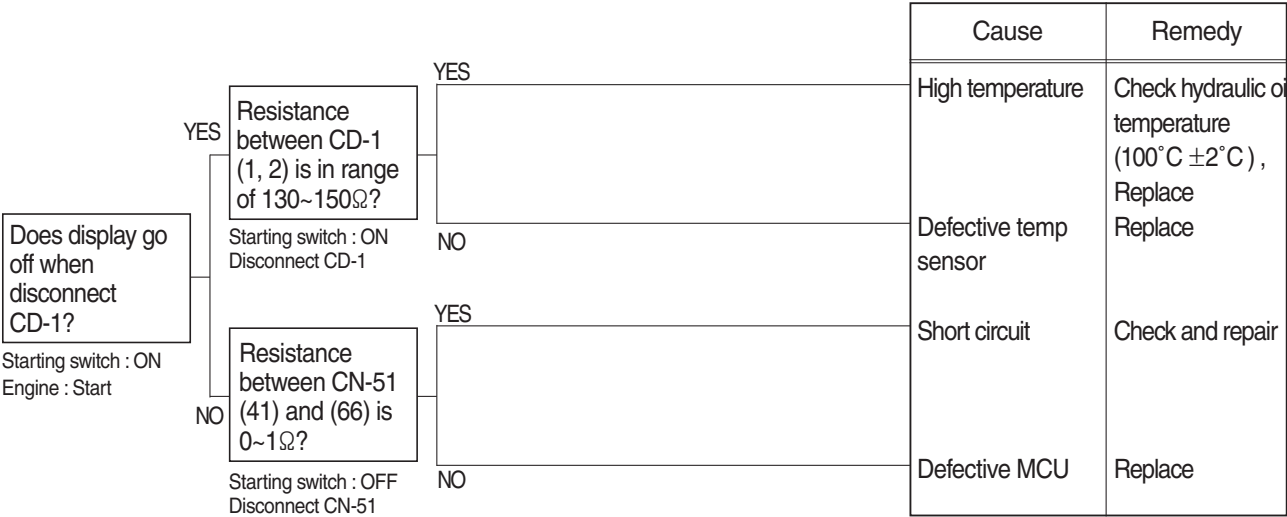 Cause
Remedy
YES
High temperature
Check hydraulic oi
temperature
(100˚C ±2˚C ) ,
Replace
YES
Resistance
between CD-1
(1, 2) is in range
of 130~150Ω?
Starting switch : ON
Disconnect CD-1
NO
Defective temp
sensor
Replace
Does display go
off when
disconnect
CD-1?
Starting switch : ON
Engine : Start
YES
Short circuit
Check and repair
NO
Resistance
between CN-51
(41) and (66) is
0~1Ω?
Starting switch : OFF
Disconnect CN-51
NO
Defective MCU
Replace